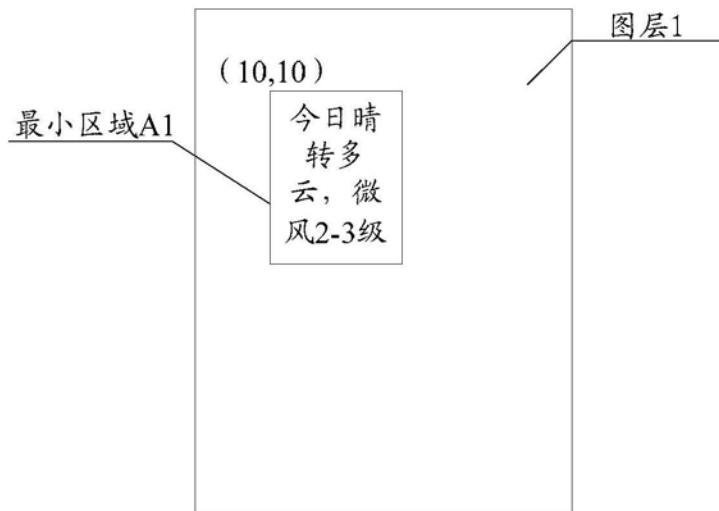 图层1
（10,10）
最小区域A1
今日晴
转多
云，微
风2-3级